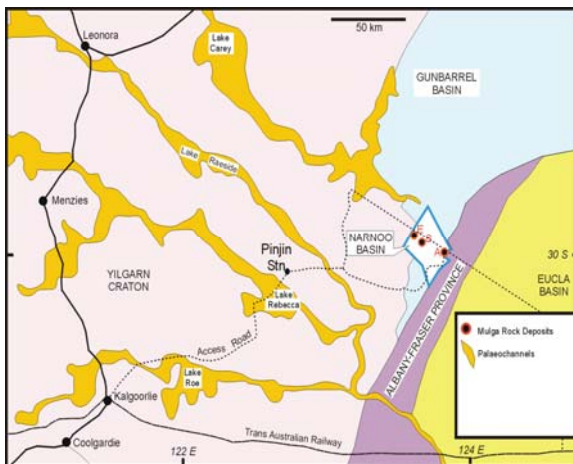 50 km
Leonora
Lake
Carey
GUNBARREL
BASIN
Lake
Raeside
Menzies
E
S
A
NARNOO
BASIN
30 S
Pinjin
Stn
YILGARN
CRATON
EUCLA
BASIN
Lake
Rebecca
ALBANY-FRASER PROVINCE
Mulga Rock Deposits
Palaeochannels
Access Road
Lake
Roe
Kalgoorlie
Trans Australian Railway
Coolgardie
122 E
124 E